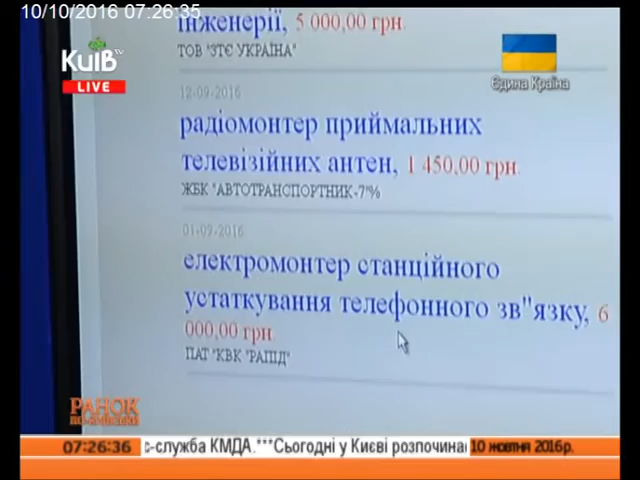 10/10/2016 07:26:35
інженерії, 5 000,00 грн.
ТОВ "ЗТЄ УКРАЇНА"
КиїВ tv
LIVE
Єдина Країна
12-09-2016
радіомонтер приймальних
телевізійних антен, 1 450,00 грн.
ЖБК "АВТОТРАНСПОРТНИК-7"%
01-09-2016
електромонтер станційного
устаткування телефонного зв"язку, 6
000,00 грн.
ПАТ "КВК "РАПІД"
РАНОК
07:26:36 с-служба КМДА.***Сьогодні у Києві розпочина 10 жовтня 2016р.